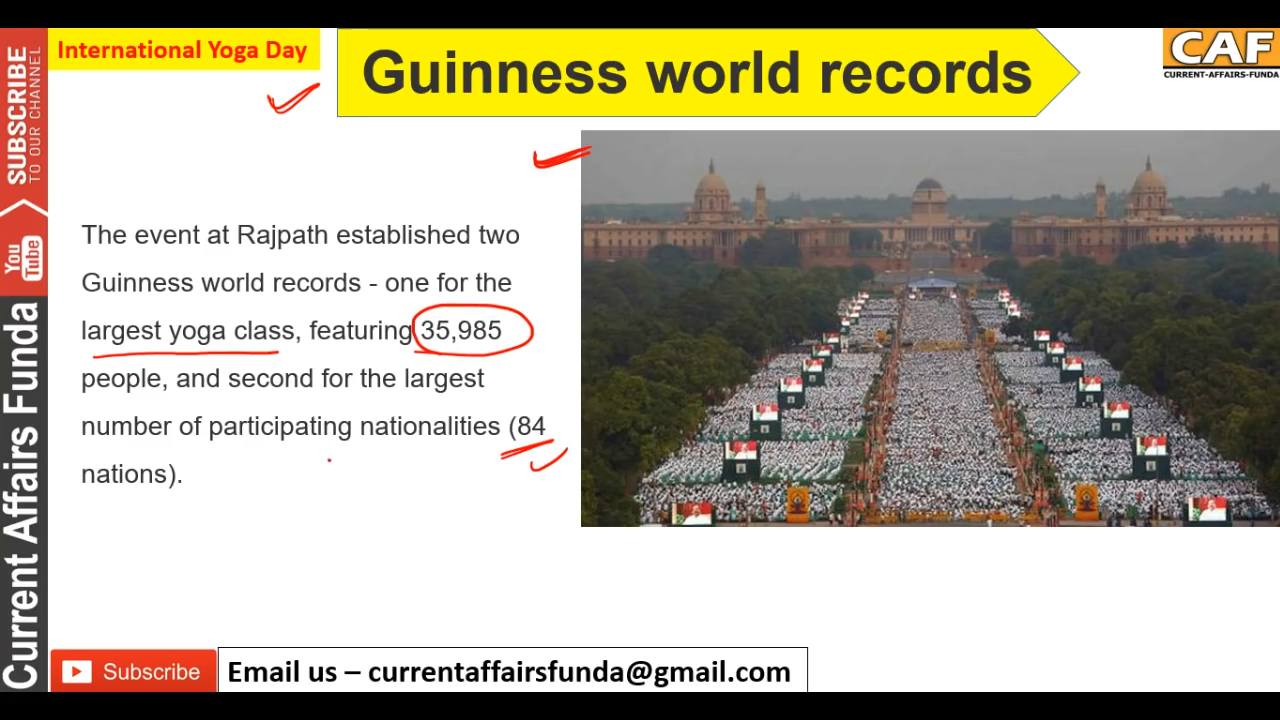 International Yoga Day
Guinness world records
CAF
CURRENT-AFFAIRS-FUNDA
SUBSCRIBE
TO OUR CHANNEL
You
Tube
Current Affairs Funda
The event at Rajpath established two
Guinness world records - one for the
largest yoga class, featuring 35,985
people, and second for the largest
number of participating nationalities (84
nations).
Subscribe
Email us – currentaffairsfunda@gmail.com